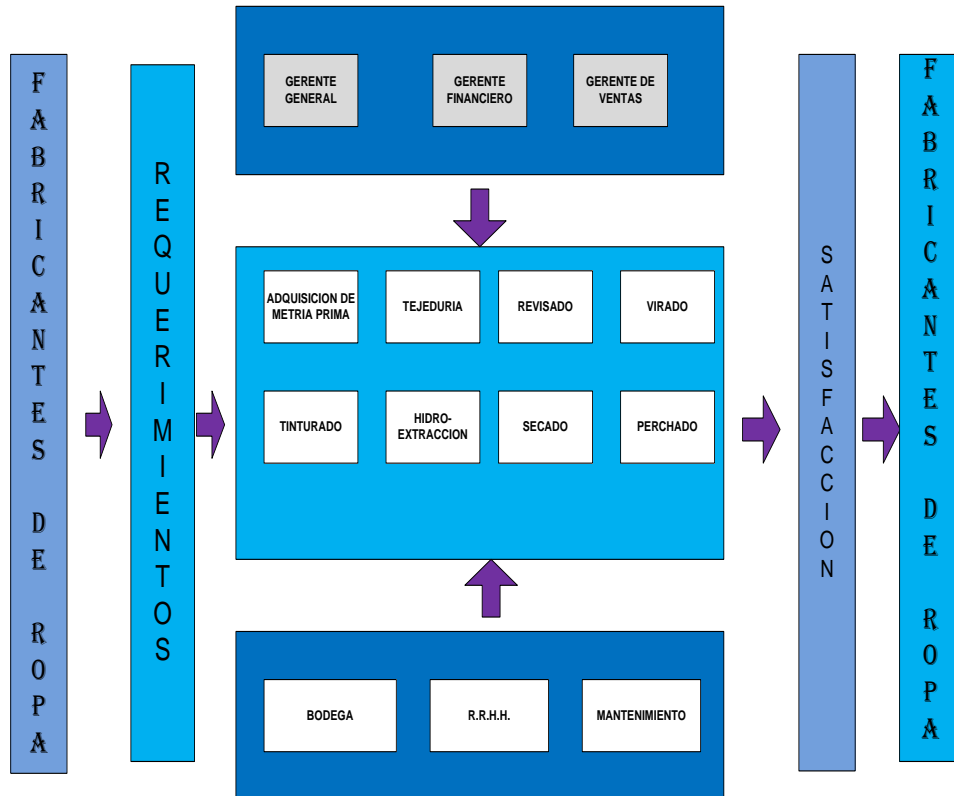 FABRICANTES DE ROPA
REQUERIMIENTOS
GERENTE
GENERAL
GERENTE
FINANCIERO
GERENTE DE
VENTAS
ADQUISICION DE
METRIA PRIMA
TEJEDURIA
REVISADO
VIRADO
TINTURADO
HIDRO-
EXTRACCION
SECADO
PERCHADO
BODEGA
R.R.H.H.
MANTENIMIENTO
SATISFACCION
FABRICANTES DE ROPA